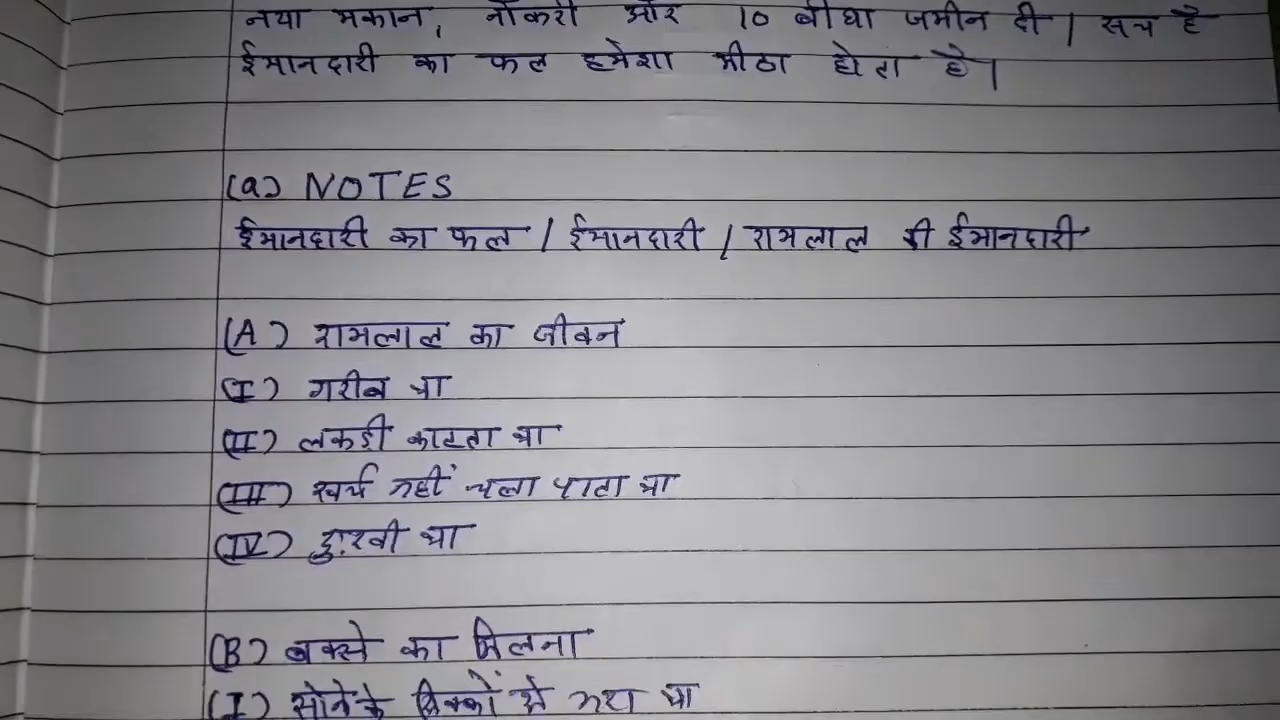 नया मकान, नौकरी और 10 बीघा जमीन दी। सच है
ईमानदारी का फल हमेशा मीठा होता है।
(a) NOTES
ईमानदारी का फल / ईमानदारी / रामलाल की ईमानदारी
(A) रामलाल का जीवन
(I) गरीब था
(II) लकडी काटता था
(III) खर्च नहीं चला पाता था
(IV) दुःखी था
(B) बक्से का मिलना
(I) सोने के सिक्कों से भरा था